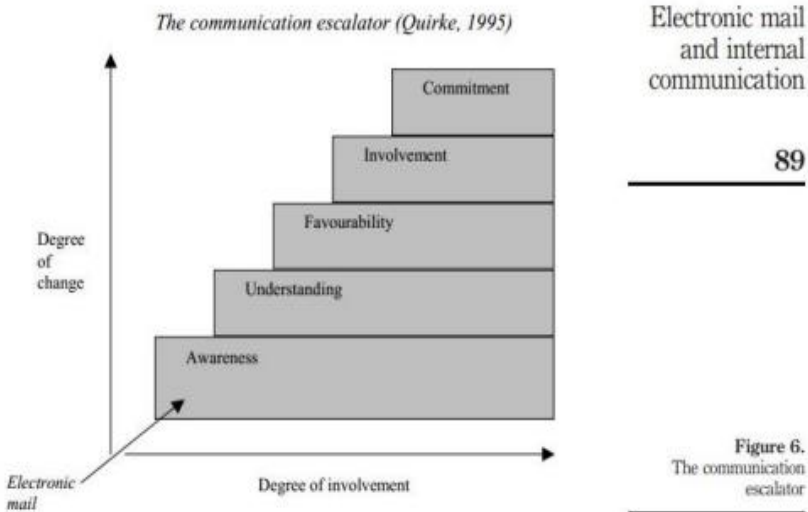 The communication escalator (Quirke, 1995)
Electronic mail
and internal
communication
89
Commitment
Involvement
Favourability
Understanding
Awareness
Degree
of
change
Electronic
mail
Degree of involvement
Figure 6.
The communication
escalator